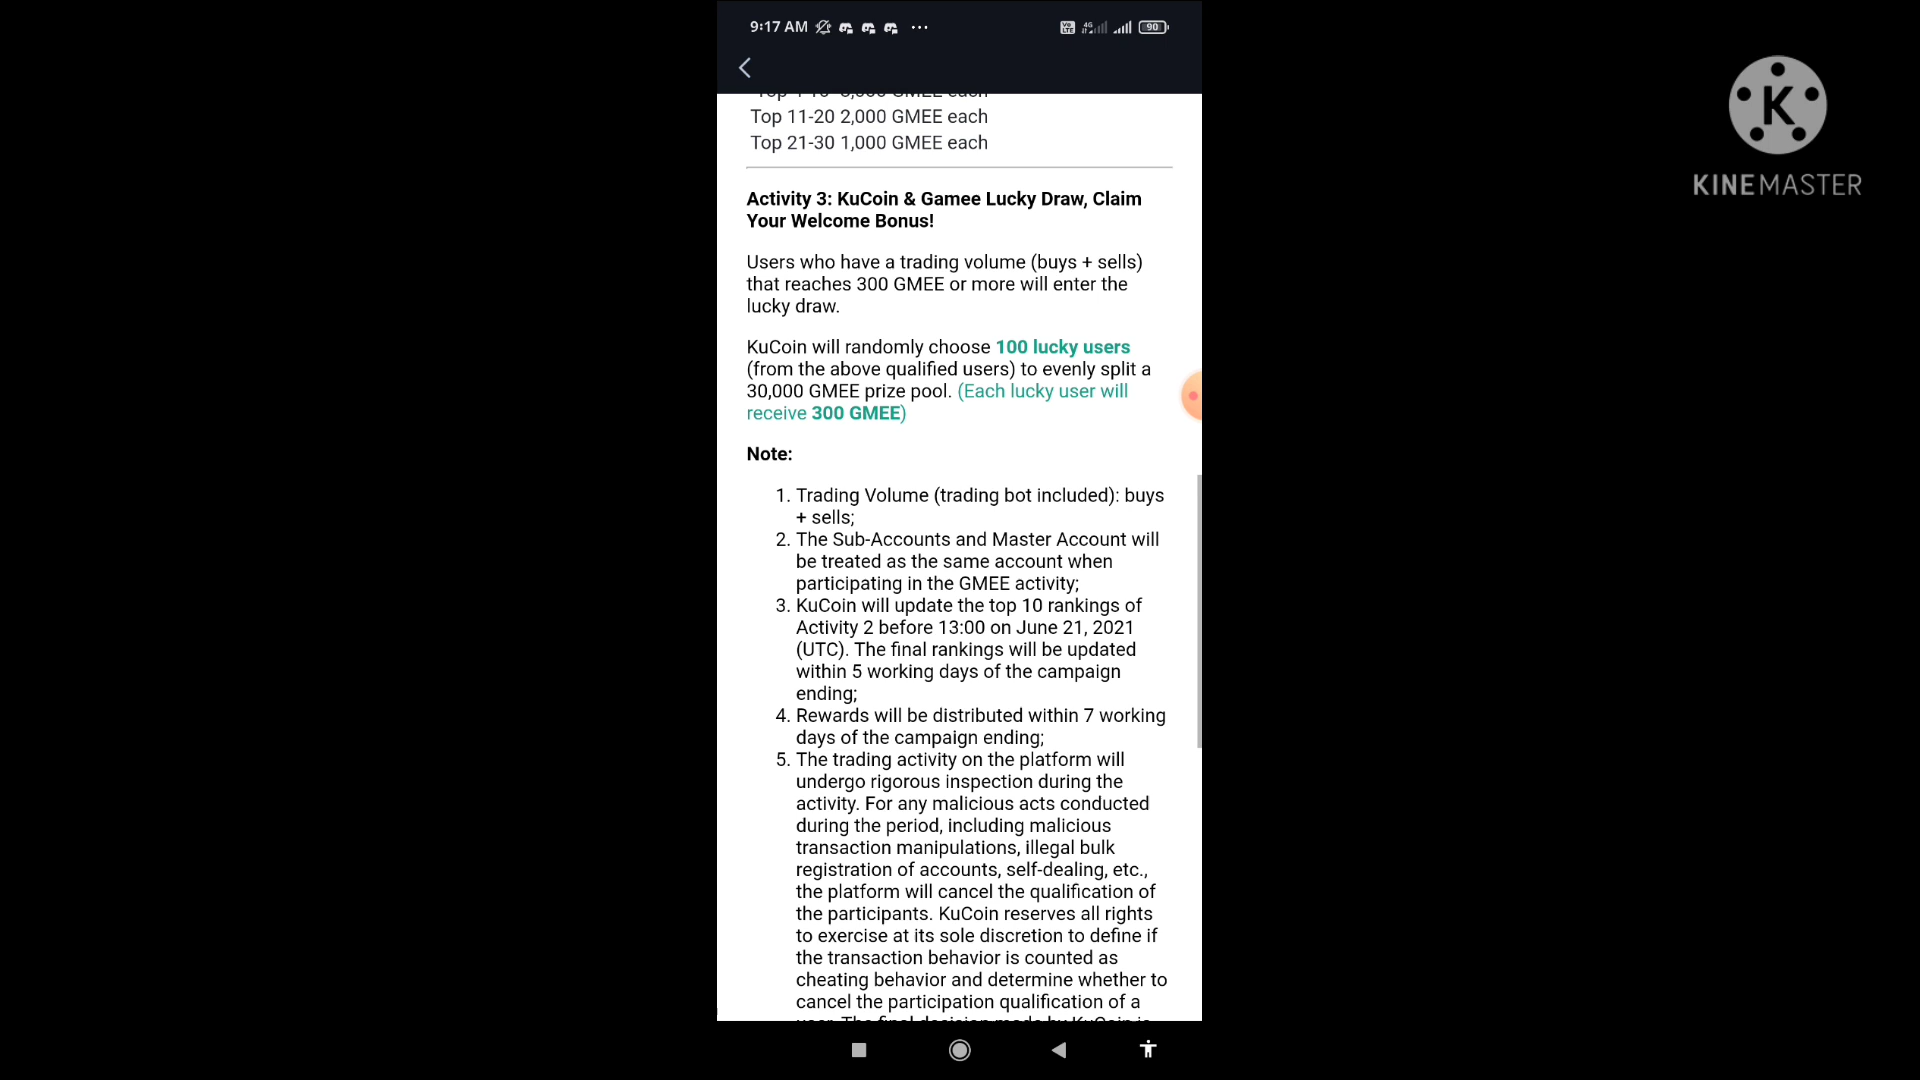 9:17 AM
VO LTE
4G
90
Top 11-20 2,000 GMEE each
Top 21-30 1,000 GMEE each
Activity 3: KuCoin & Gamee Lucky Draw, Claim
Your Welcome Bonus!
Users who have a trading volume (buys + sells)
that reaches 300 GMEE or more will enter the
lucky draw.
KuCoin will randomly choose 100 lucky users
(from the above qualified users) to evenly split a
30,000 GMEE prize pool. (Each lucky user will
receive 300 GMEE)
Note:
1. Trading Volume (trading bot included): buys
+ sells;
2. The Sub-Accounts and Master Account will
be treated as the same account when
participating in the GMEE activity;
3. KuCoin will update the top 10 rankings of
Activity 2 before 13:00 on June 21, 2021
(UTC). The final rankings will be updated
within 5 working days of the campaign
ending;
4. Rewards will be distributed within 7 working
days of the campaign ending;
5. The trading activity on the platform will
undergo rigorous inspection during the
activity. For any malicious acts conducted
during the period, including malicious
transaction manipulations, illegal bulk
registration of accounts, self-dealing, etc.,
the platform will cancel the qualification of
the participants. KuCoin reserves all rights
to exercise at its sole discretion to define if
the transaction behavior is counted as
cheating behavior and determine whether to
cancel the participation qualification of a
K
KINEMASTER